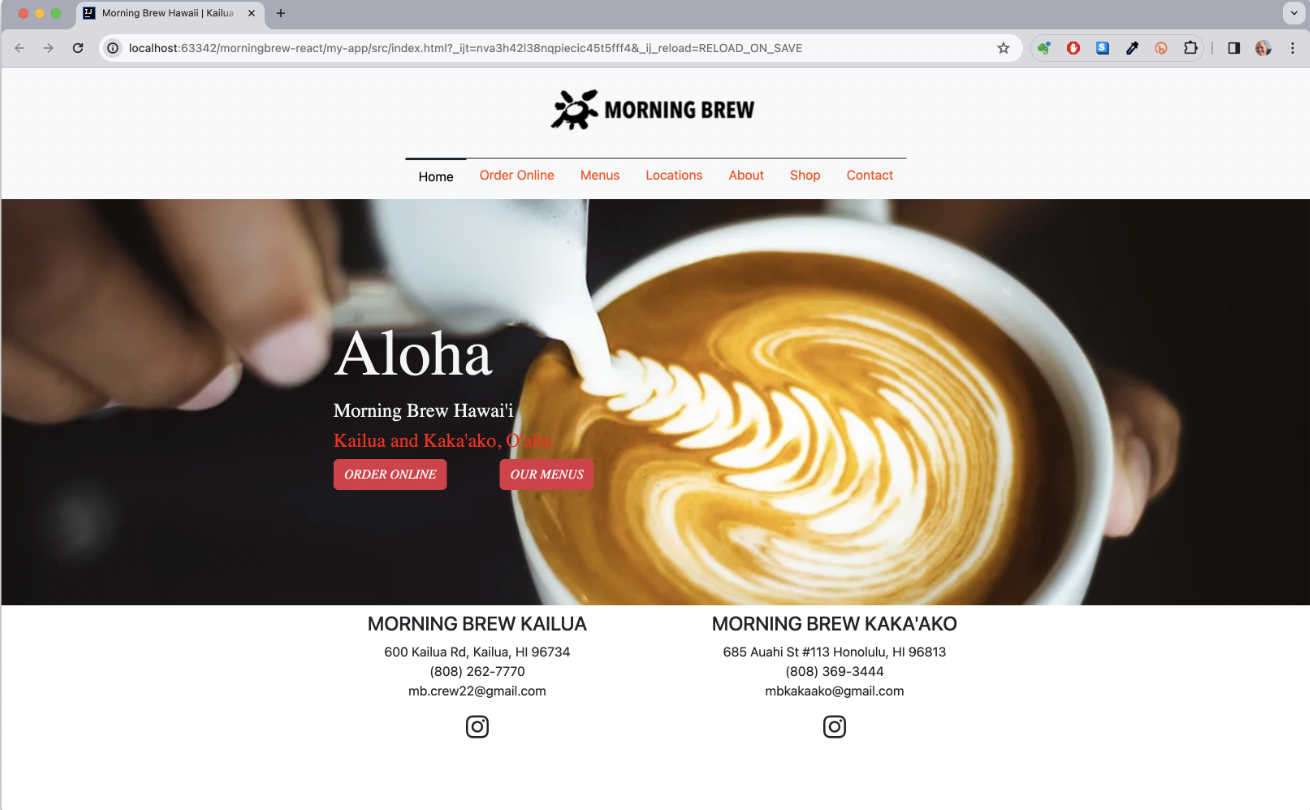 Morning Brew Hawaii | Kailua
localhost:63342/morningbrew-react/my-app/src/index.html?_ijt=nva3h42l38nqpiecic45t5fff4&_ij_reload=RELOAD_ON_SAVE
MORNING BREW
Home Order Online Menus Locations About Shop Contact
Aloha
Morning Brew Hawai'i
Kailua and Kaka'ako, O'ahu
ORDER ONLINE OUR MENUS
MORNING BREW KAILUA MORNING BREW KAKA'AKO
600 Kailua Rd, Kailua, HI 96734 685 Auahi St #113 Honolulu, HI 96813
(808) 262-7770 (808) 369-3444
mb.crew22@gmail.com mbkakaako@gmail.com